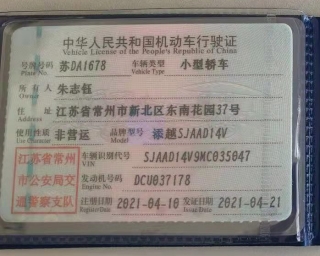 中华人民共和国机动车行驶证
Vehicle License of the People's Republic of China
号牌号码 苏DA1678 车辆类型 小型轿车
Plate No. Vehicle Type
所有人 朱志钰
Owner
住址 江苏省常州市新北区东南花园37号
Address
使用性质 非营运 品牌型号 添越SJAAD14V
Use Character Model
江苏省常州 车辆识别代号 SJAAD14V9MC035047
VIN
市公安局交 发动机号码 DCU037178
Engine No.
通警察支队 注册日期 2021-04-10 发证日期 2021-04-21
Register Date Issue Date